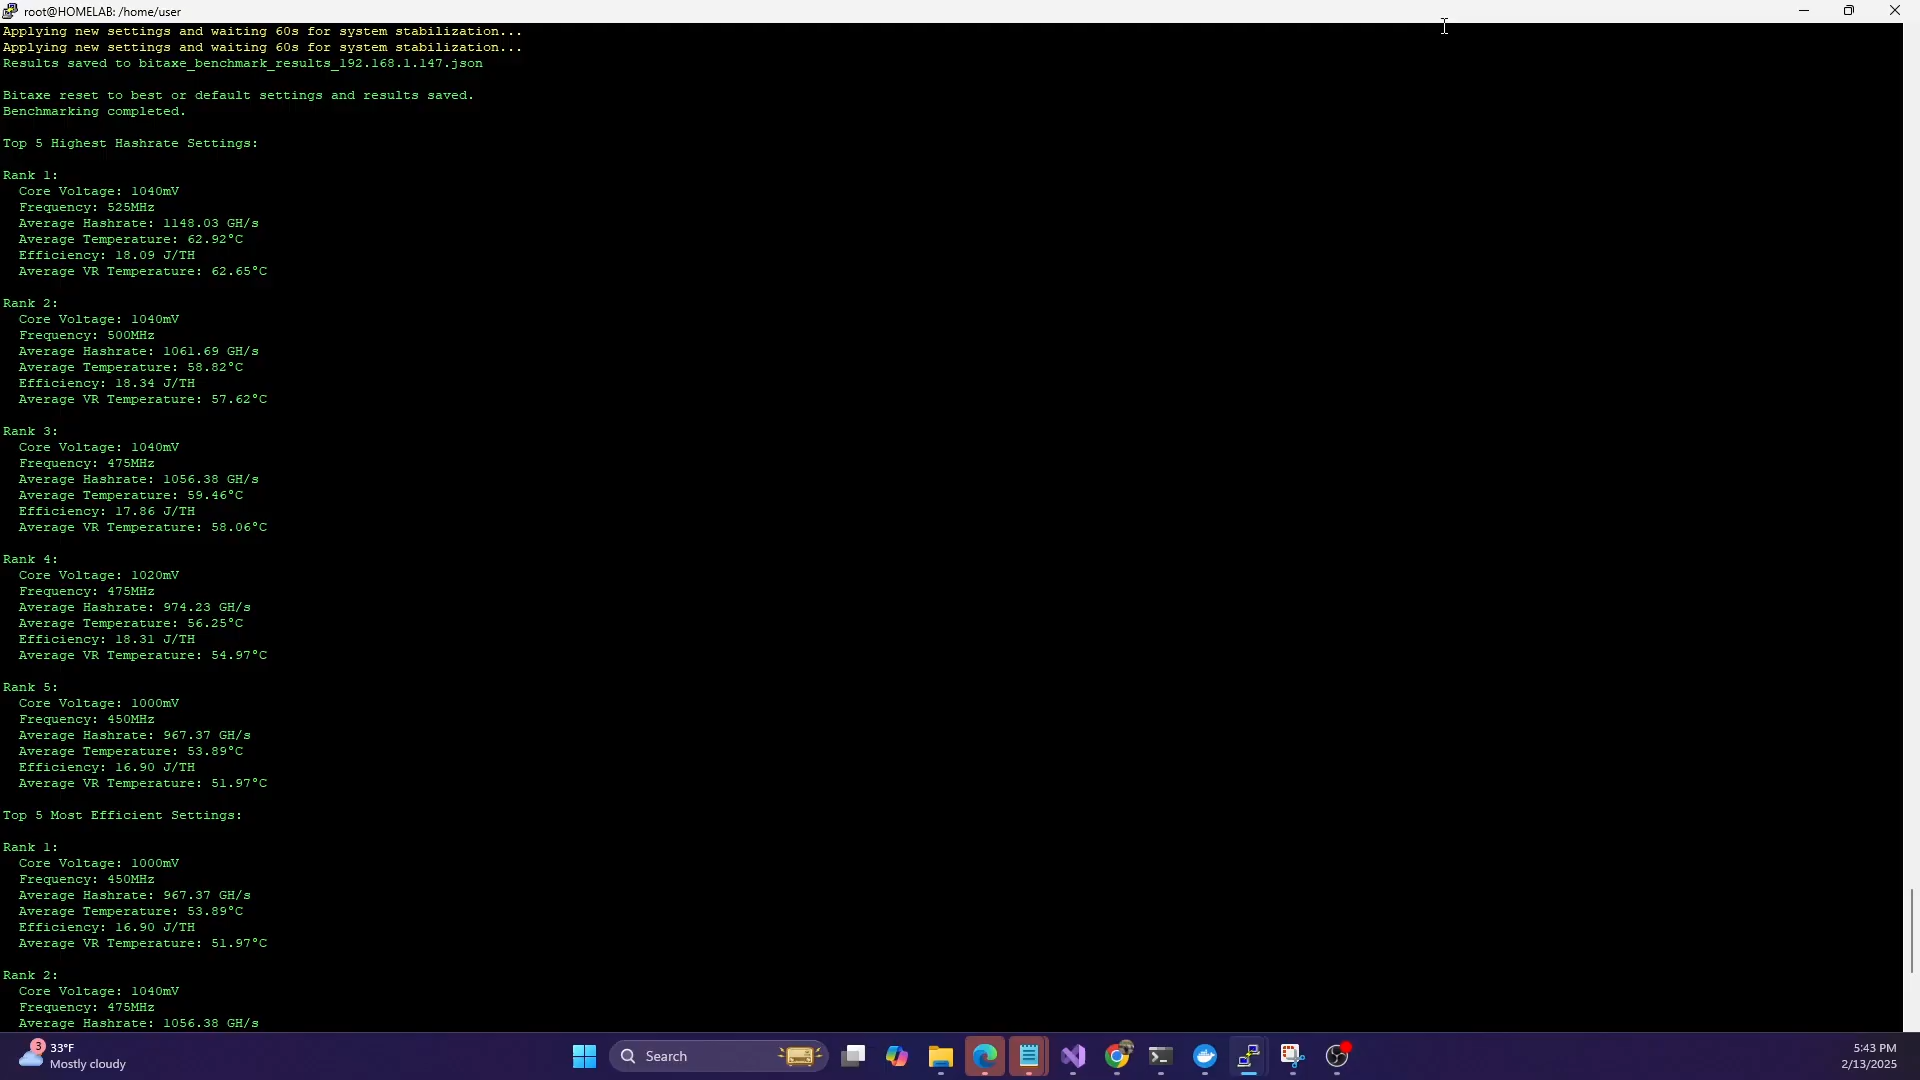 root@HOMELAB: /home/user
Applying new settings and waiting 60s for system stabilization...
Applying new settings and waiting 60s for system stabilization...
Results saved to bitaxe_benchmark_results_192.168.1.147.json
Bitaxe reset to best or default settings and results saved.
Benchmarking completed.
Top 5 Highest Hashrate Settings:
Rank 1:
Core Voltage: 1040mV
Frequency: 525MHz
Average Hashrate: 1148.03 GH/s
Average Temperature: 62.92°C
Efficiency: 18.09 J/TH
Average VR Temperature: 62.65°C
Rank 2:
Core Voltage: 1040mV
Frequency: 500MHz
Average Hashrate: 1061.69 GH/s
Average Temperature: 58.82°C
Efficiency: 18.34 J/TH
Average VR Temperature: 57.62°C
Rank 3:
Core Voltage: 1040mV
Frequency: 475MHz
Average Hashrate: 1056.38 GH/s
Average Temperature: 59.46°C
Efficiency: 17.86 J/TH
Average VR Temperature: 58.06°C
Rank 4:
Core Voltage: 1020mV
Frequency: 475MHz
Average Hashrate: 974.23 GH/s
Average Temperature: 56.25°C
Efficiency: 18.31 J/TH
Average VR Temperature: 54.97°C
Rank 5:
Core Voltage: 1000mV
Frequency: 450MHz
Average Hashrate: 967.37 GH/s
Average Temperature: 53.89°C
Efficiency: 16.90 J/TH
Average VR Temperature: 51.97°C
Top 5 Most Efficient Settings:
Rank 1:
Core Voltage: 1000mV
Frequency: 450MHz
Average Hashrate: 967.37 GH/s
Average Temperature: 53.89°C
Efficiency: 16.90 J/TH
Average VR Temperature: 51.97°C
Rank 2:
Core Voltage: 1040mV
Frequency: 475MHz
Average Hashrate: 1056.38 GH/s
3
33°F
Mostly cloudy
Search
5:43 PM
2/13/2025